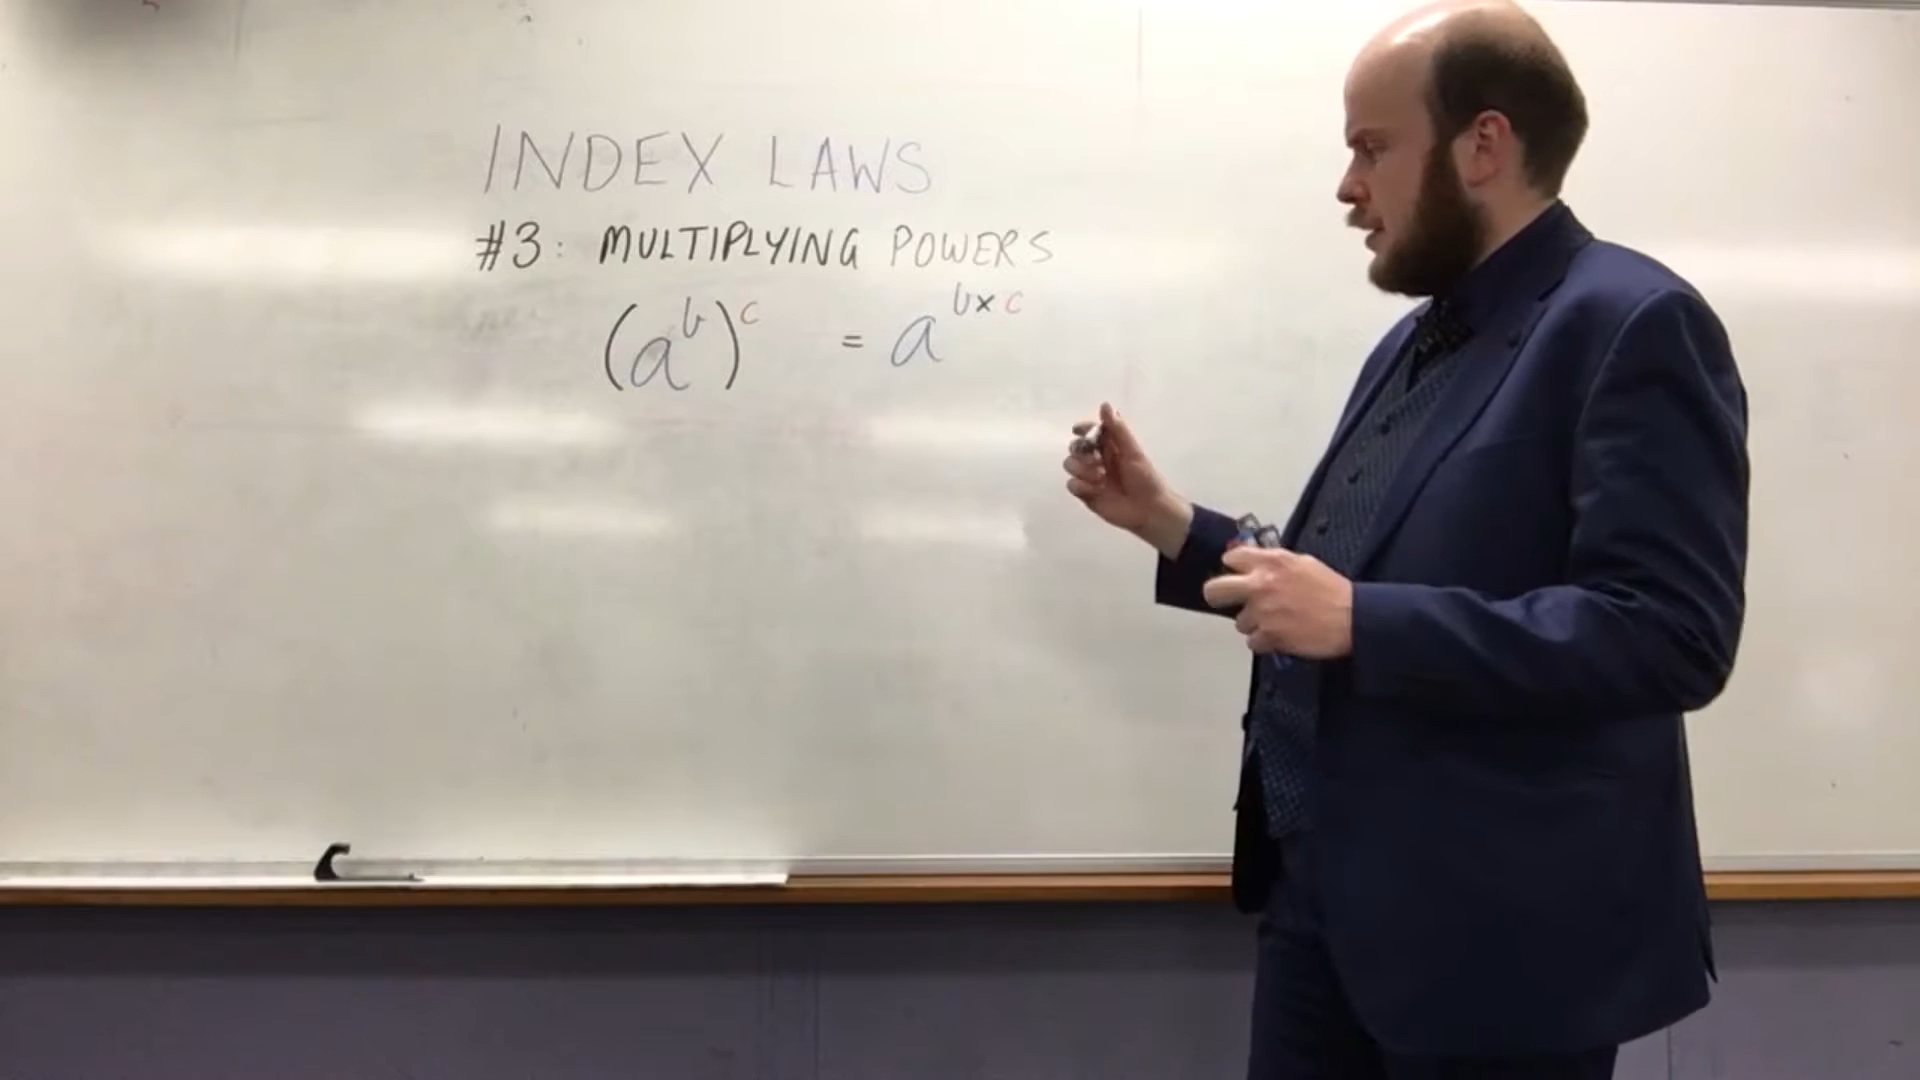 INDEX LAWS
#3: MULTIPLYING POWERS
(a^b)^c = a^{b×c}